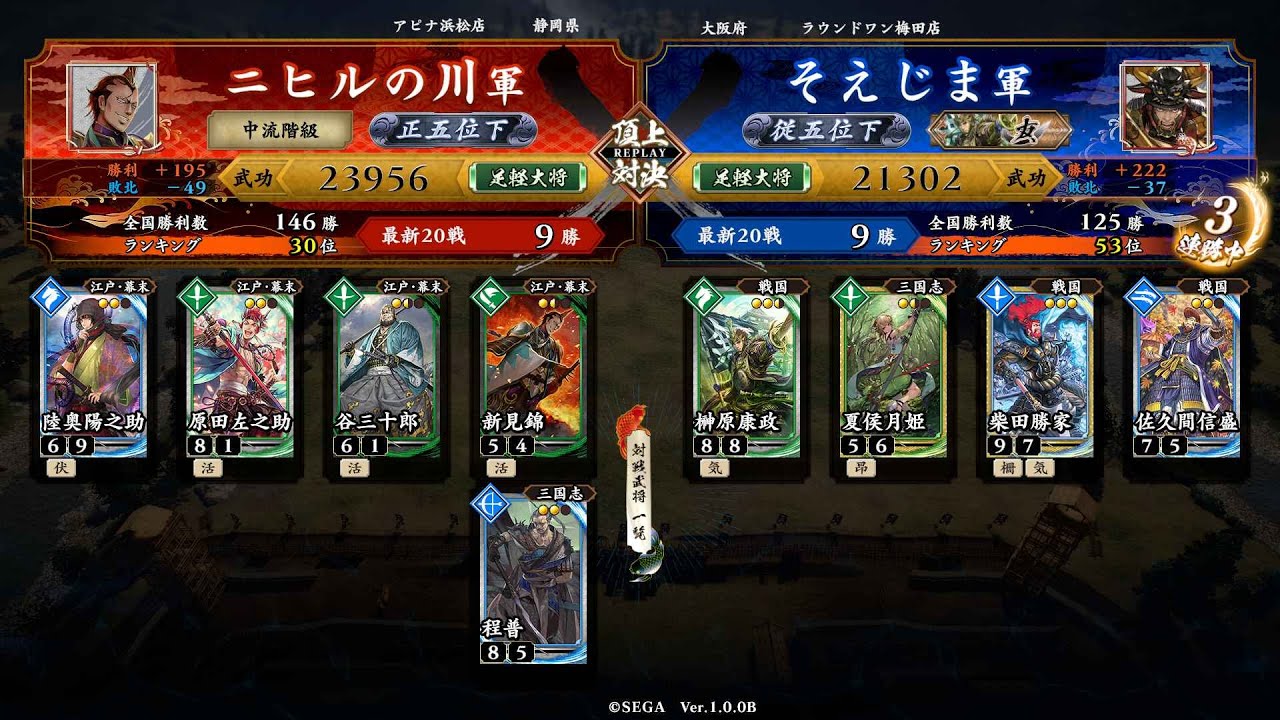 アピナ浜松店 静岡県
大阪府 ラウンドワン梅田店
ニヒルの川軍
中流階級 正五位下
そえじま軍
従五位下
頂上
REPLAY
対決
勝利 +195
敗北 -49
武功 23956 足軽大将
足軽大将 21302 武功
勝利 +222
敗北 -37
全国勝利数 146勝
ランキング 30位
最新20戦 9勝
最新20戦 9勝
全国勝利数 125勝
ランキング 53位
3
連勝中
江戸・幕末
陸奥陽之助
6 9
伏
江戸・幕末
原田左之助
8 1
活
江戸・幕末
谷三十郎
6 1
活
江戸・幕末
新見錦
5 4
活
対戦武将一覧
戦国
榊原康政
8 8
気
三国志
夏侯月姫
5 6
昂
戦国
柴田勝家
9 7
柵 気
戦国
佐久間信盛
7 5
三国志
程普
8 5
©SEGA Ver.1.0.0B